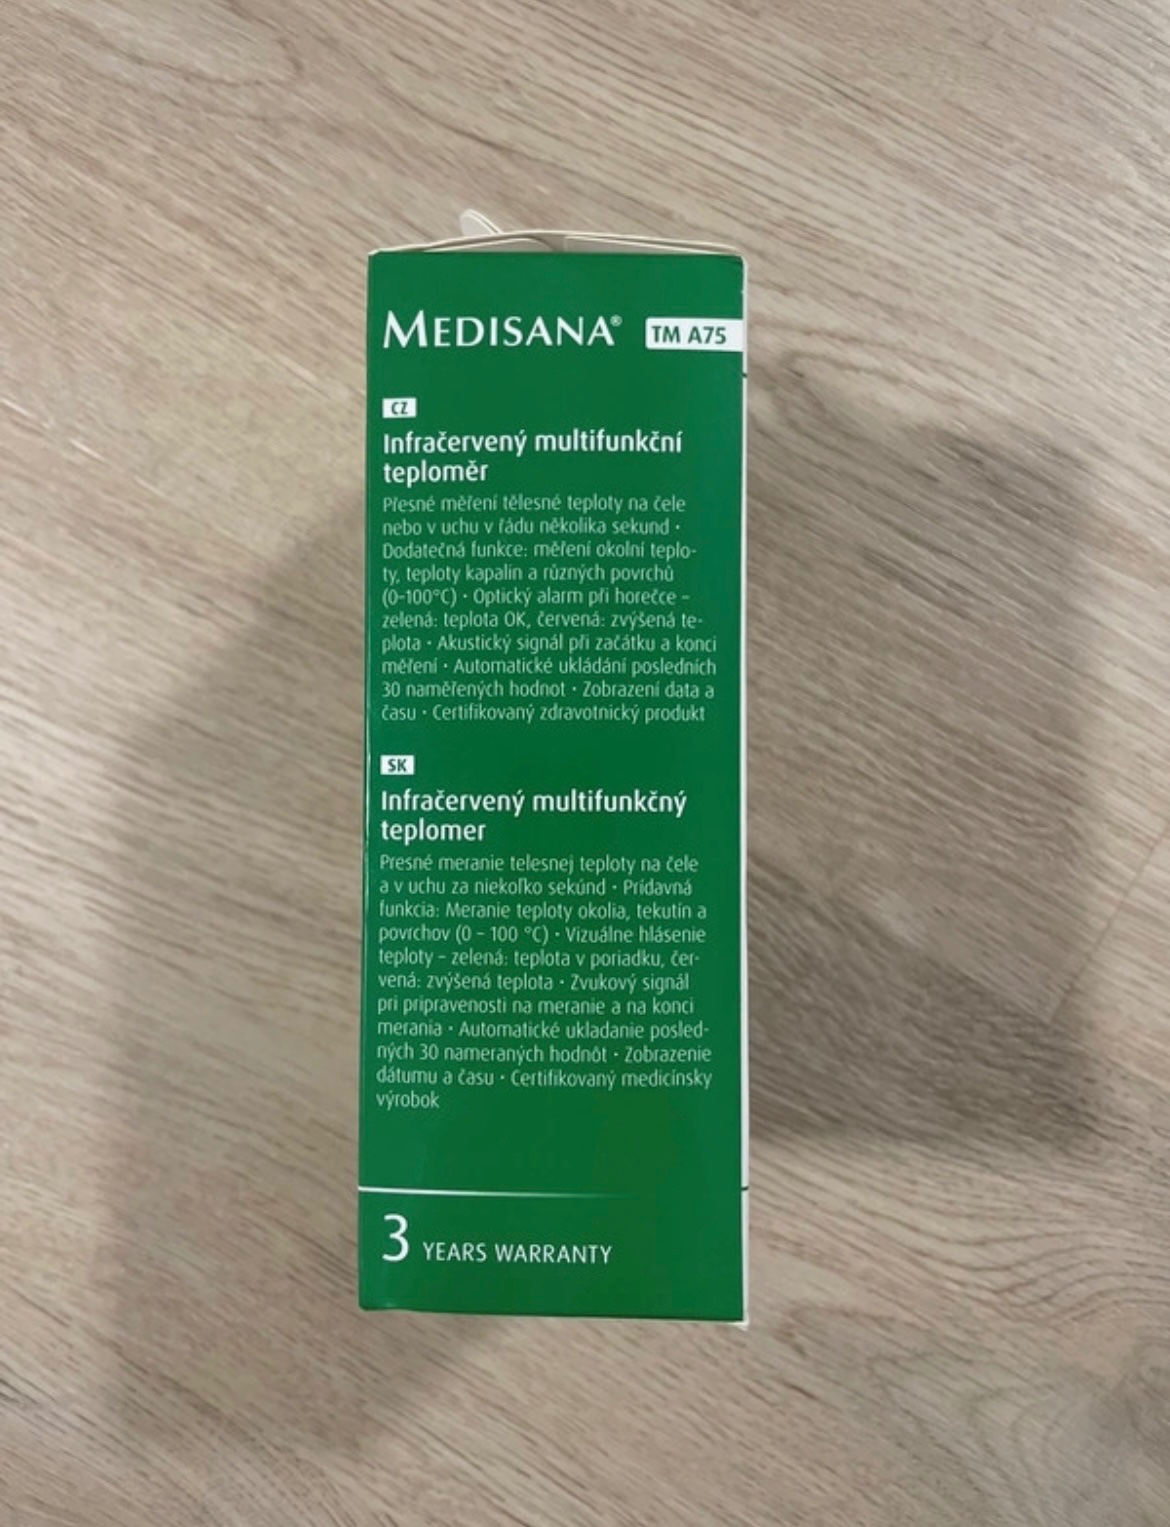 MEDISANA® TM A75
CZ
Infračervený multifunkční
teploměr
Přesné měření tělesné teploty na čele
nebo v uchu v řádu několika sekund •
Dodatečná funkce: měření okolní teplo-
ty, teploty kapalin a různých povrchů
(0–100°C) • Optický alarm při horečce –
zelená: teplota OK, červená: zvýšená te-
plota • Akustický signál při začátku a konci
měření • Automatické ukládání posledních
30 naměřených hodnot • Zobrazení data a
času • Certifikovaný zdravotnický produkt
SK
Infračervený multifunkčný
teplomer
Presné meranie telesnej teploty na čele
a v uchu za niekoľko sekúnd • Prídavná
funkcia: Meranie teploty okolia, tekutín a
povrchov (0 – 100 °C) • Vizuálne hlásenie
teploty – zelená: teplota v poriadku, čer-
vená: zvýšená teplota • Zvukový signál
pri pripravenosti na meranie a na konci
merania • Automatické ukladanie posled-
ných 30 nameraných hodnôt • Zobrazenie
dátumu a času • Certifikovaný medicínsky
výrobok
3 YEARS WARRANTY